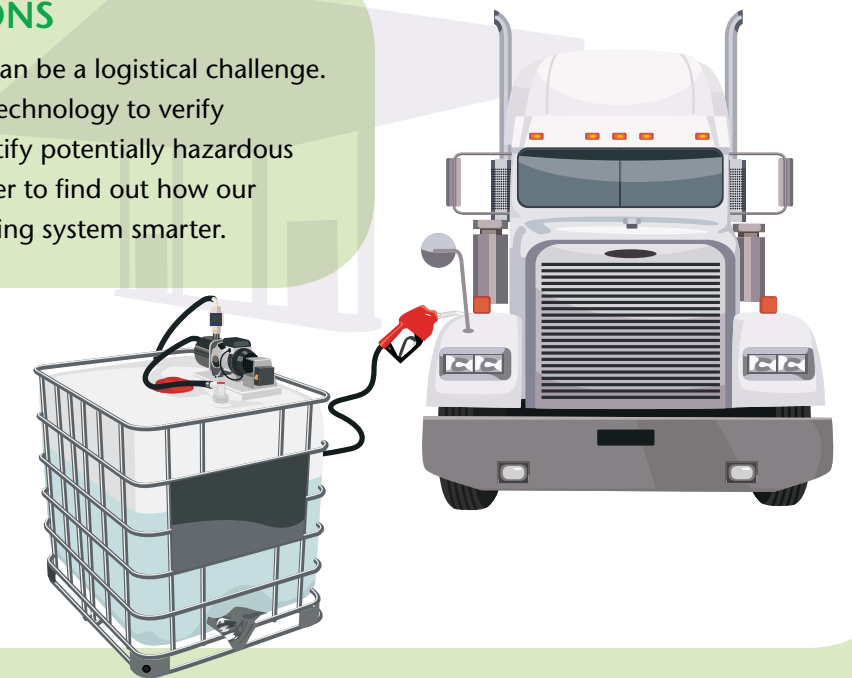 ONS
an be a logistical challenge.
echnology to verify
tify potentially hazardous
er to find out how our
ing system smarter.